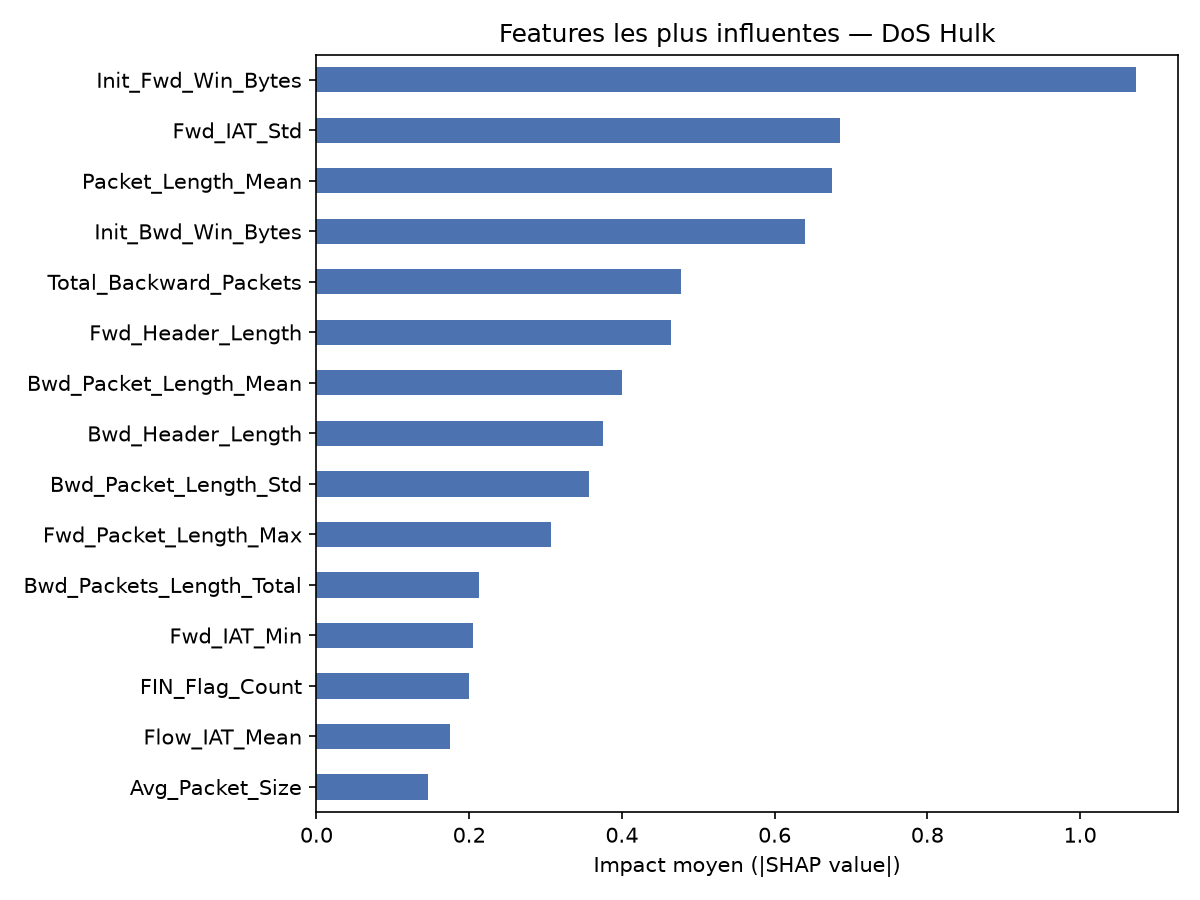 Features les plus influentes — DoS Hulk
Init_Fwd_Win_Bytes
Fwd_IAT_Std
Packet_Length_Mean
Init_Bwd_Win_Bytes
Total_Backward_Packets
Fwd_Header_Length
Bwd_Packet_Length_Mean
Bwd_Header_Length
Bwd_Packet_Length_Std
Fwd_Packet_Length_Max
Bwd_Packets_Length_Total
Fwd_IAT_Min
FIN_Flag_Count
Flow_IAT_Mean
Avg_Packet_Size
0.0 0.2 0.4 0.6 0.8 1.0
Impact moyen (|SHAP value|)